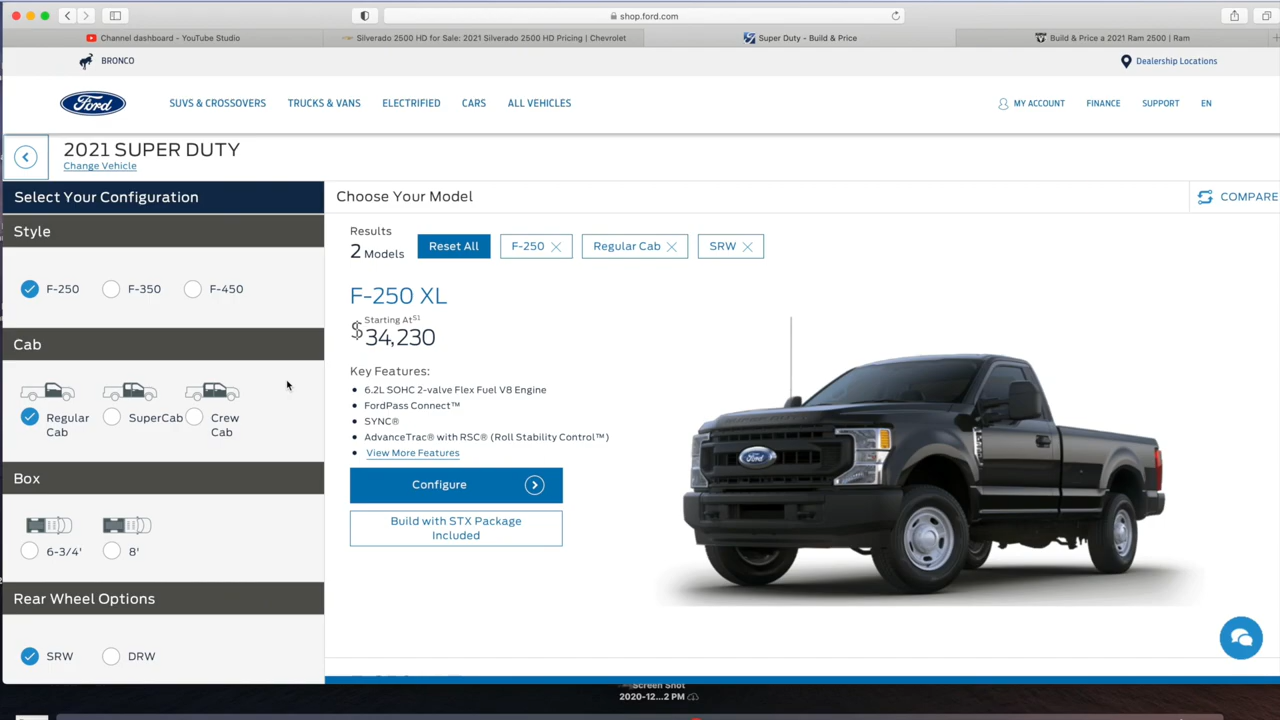 shop.ford.com
Channel dashboard - YouTube Studio
Silverado 2500 HD for Sale: 2021 Silverado 2500 HD Pricing | Chevrolet
Super Duty - Build & Price
Build & Price a 2021 Ram 2500 | Ram
BRONCO
Dealership Locations
Ford
SUVS & CROSSOVERS
TRUCKS & VANS
ELECTRIFIED
CARS
ALL VEHICLES
MY ACCOUNT
FINANCE
SUPPORT
EN
2021 SUPER DUTY
Change Vehicle
Select Your Configuration
Style
F-250
F-350
F-450
Cab
Regular
Cab
SuperCab
Crew
Cab
Box
6-3/4'
8'
Rear Wheel Options
SRW
DRW
Choose Your Model
COMPARE
Results
2 Models
Reset All
F-250
Regular Cab
SRW
F-250 XL
Starting At S1
$34,230
Key Features:
• 6.2L SOHC 2-valve Flex Fuel V8 Engine
• FordPass Connect™
• SYNC®
• AdvanceTrac® with RSC® (Roll Stability Control™)
• View More Features
Configure
Build with STX Package
Included
Ford
Screen Shot
2020-12...2 PM